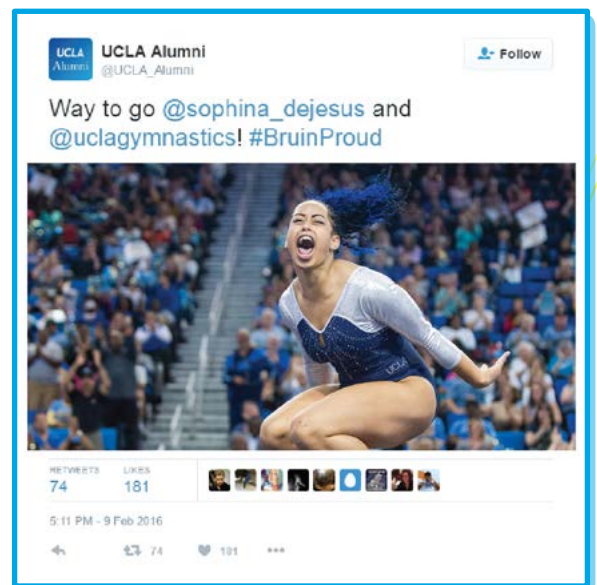 UCLA
Alumni
UCLA Alumni
@UCLA_Alumni
Follow
Way to go @sophina_dejesus and
@uclagymnastics! #BruinProud
UCLA
RETWEETS LIKES
74 181
5:11 PM - 9 Feb 2016
74 181